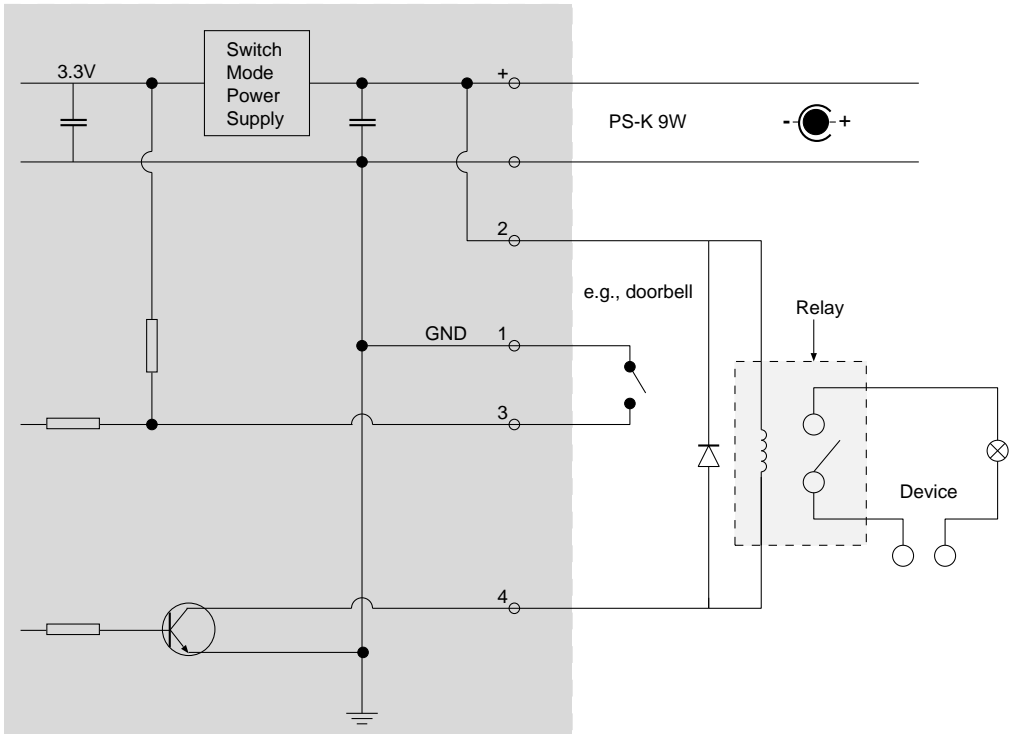 3.3V
Switch
Mode
Power
Supply
+
PS-K 9W
- +
2
e.g., doorbell
Relay
GND 1
3
Device
4